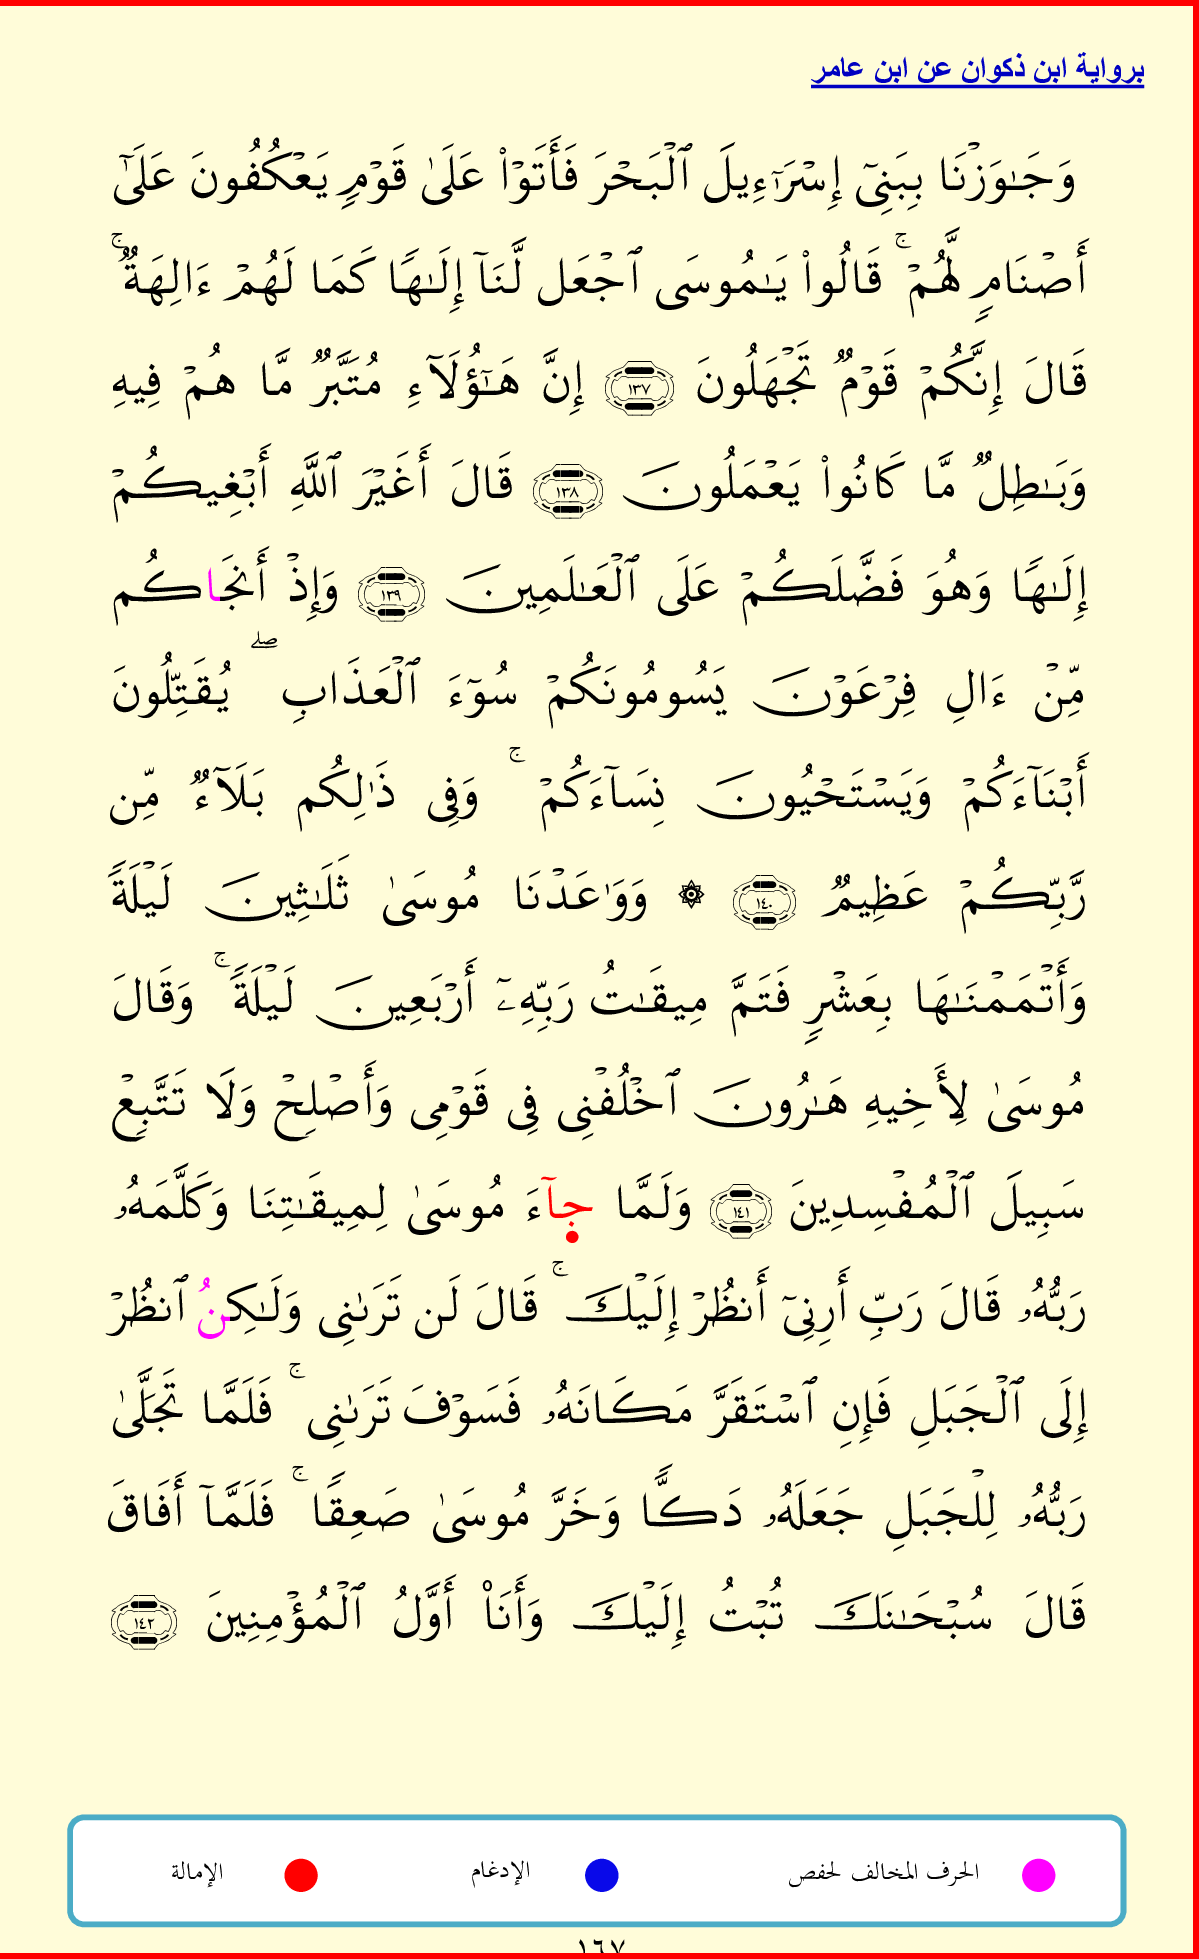 برواية ابن ذكوان عن ابن عامر
وَجَـٰوَزْنَا بِبَنِىٓ إِسْرَٰٓءِيلَ ٱلْبَحْرَ فَأَتَوْا۟ عَلَىٰ قَوْمٍ يَعْكُفُونَ عَلَىٰٓ
أَصْنَامٍ لَّهُمْ ۚ قَالُوا۟ يَـٰمُوسَى ٱجْعَل لَّنَآ إِلَـٰهًا كَمَا لَهُمْ ءَالِهَةٌ ۚ
قَالَ إِنَّكُمْ قَوْمٌ تَجْهَلُونَ ١٣٧ إِنَّ هَـٰٓؤُلَآءِ مُتَبَّرٌ مَّا هُمْ فِيهِ
وَبَـٰطِلٌ مَّا كَانُوا۟ يَعْمَلُونَ ١٣٨ قَالَ أَغَيْرَ ٱللَّهِ أَبْغِيكُمْ
إِلَـٰهًا وَهُوَ فَضَّلَكُمْ عَلَى ٱلْعَـٰلَمِينَ ١٣٩ وَإِذْ أَنجَاكُم
مِّنْ ءَالِ فِرْعَوْنَ يَسُومُونَكُمْ سُوٓءَ ٱلْعَذَابِ ۖ يُقَتِّلُونَ
أَبْنَآءَكُمْ وَيَسْتَحْيُونَ نِسَآءَكُمْ ۚ وَفِى ذَٰلِكُم بَلَآءٌ مِّن
رَّبِّكُمْ عَظِيمٌ ١٤٠ ۞ وَوَٰعَدْنَا مُوسَىٰ ثَلَـٰثِينَ لَيْلَةً
وَأَتْمَمْنَـٰهَا بِعَشْرٍ فَتَمَّ مِيقَـٰتُ رَبِّهِۦٓ أَرْبَعِينَ لَيْلَةً ۚ وَقَالَ
مُوسَىٰ لِأَخِيهِ هَـٰرُونَ ٱخْلُفْنِى فِى قَوْمِى وَأَصْلِحْ وَلَا تَتَّبِعْ
سَبِيلَ ٱلْمُفْسِدِينَ ١٤١ وَلَمَّا جآءَ مُوسَىٰ لِمِيقَـٰتِنَا وَكَلَّمَهُۥ
رَبُّهُۥ قَالَ رَبِّ أَرِنِىٓ أَنظُرْ إِلَيْكَ ۚ قَالَ لَن تَرَىٰنِى وَلَـٰكِنُ ٱنظُرْ
إِلَى ٱلْجَبَلِ فَإِنِ ٱسْتَقَرَّ مَكَانَهُۥ فَسَوْفَ تَرَىٰنِى ۚ فَلَمَّا تَجَلَّىٰ
رَبُّهُۥ لِلْجَبَلِ جَعَلَهُۥ دَكًّا وَخَرَّ مُوسَىٰ صَعِقًا ۚ فَلَمَّآ أَفَاقَ
قَالَ سُبْحَـٰنَكَ تُبْتُ إِلَيْكَ وَأَنَا۠ أَوَّلُ ٱلْمُؤْمِنِينَ ١٤٢
الحرف المخالف لحفص الإدغام الإمالة
١٦٧